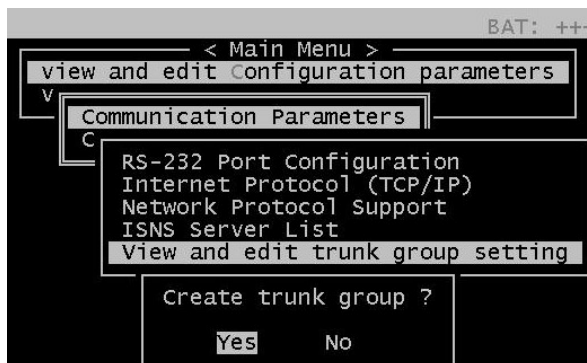 BAT: ++
< Main Menu >
view and edit Configuration parameters
V
Communication Parameters
C
RS-232 Port Configuration
Internet Protocol (TCP/IP)
Network Protocol Support
ISNS Server List
View and edit trunk group setting
Create trunk group ?
Yes No